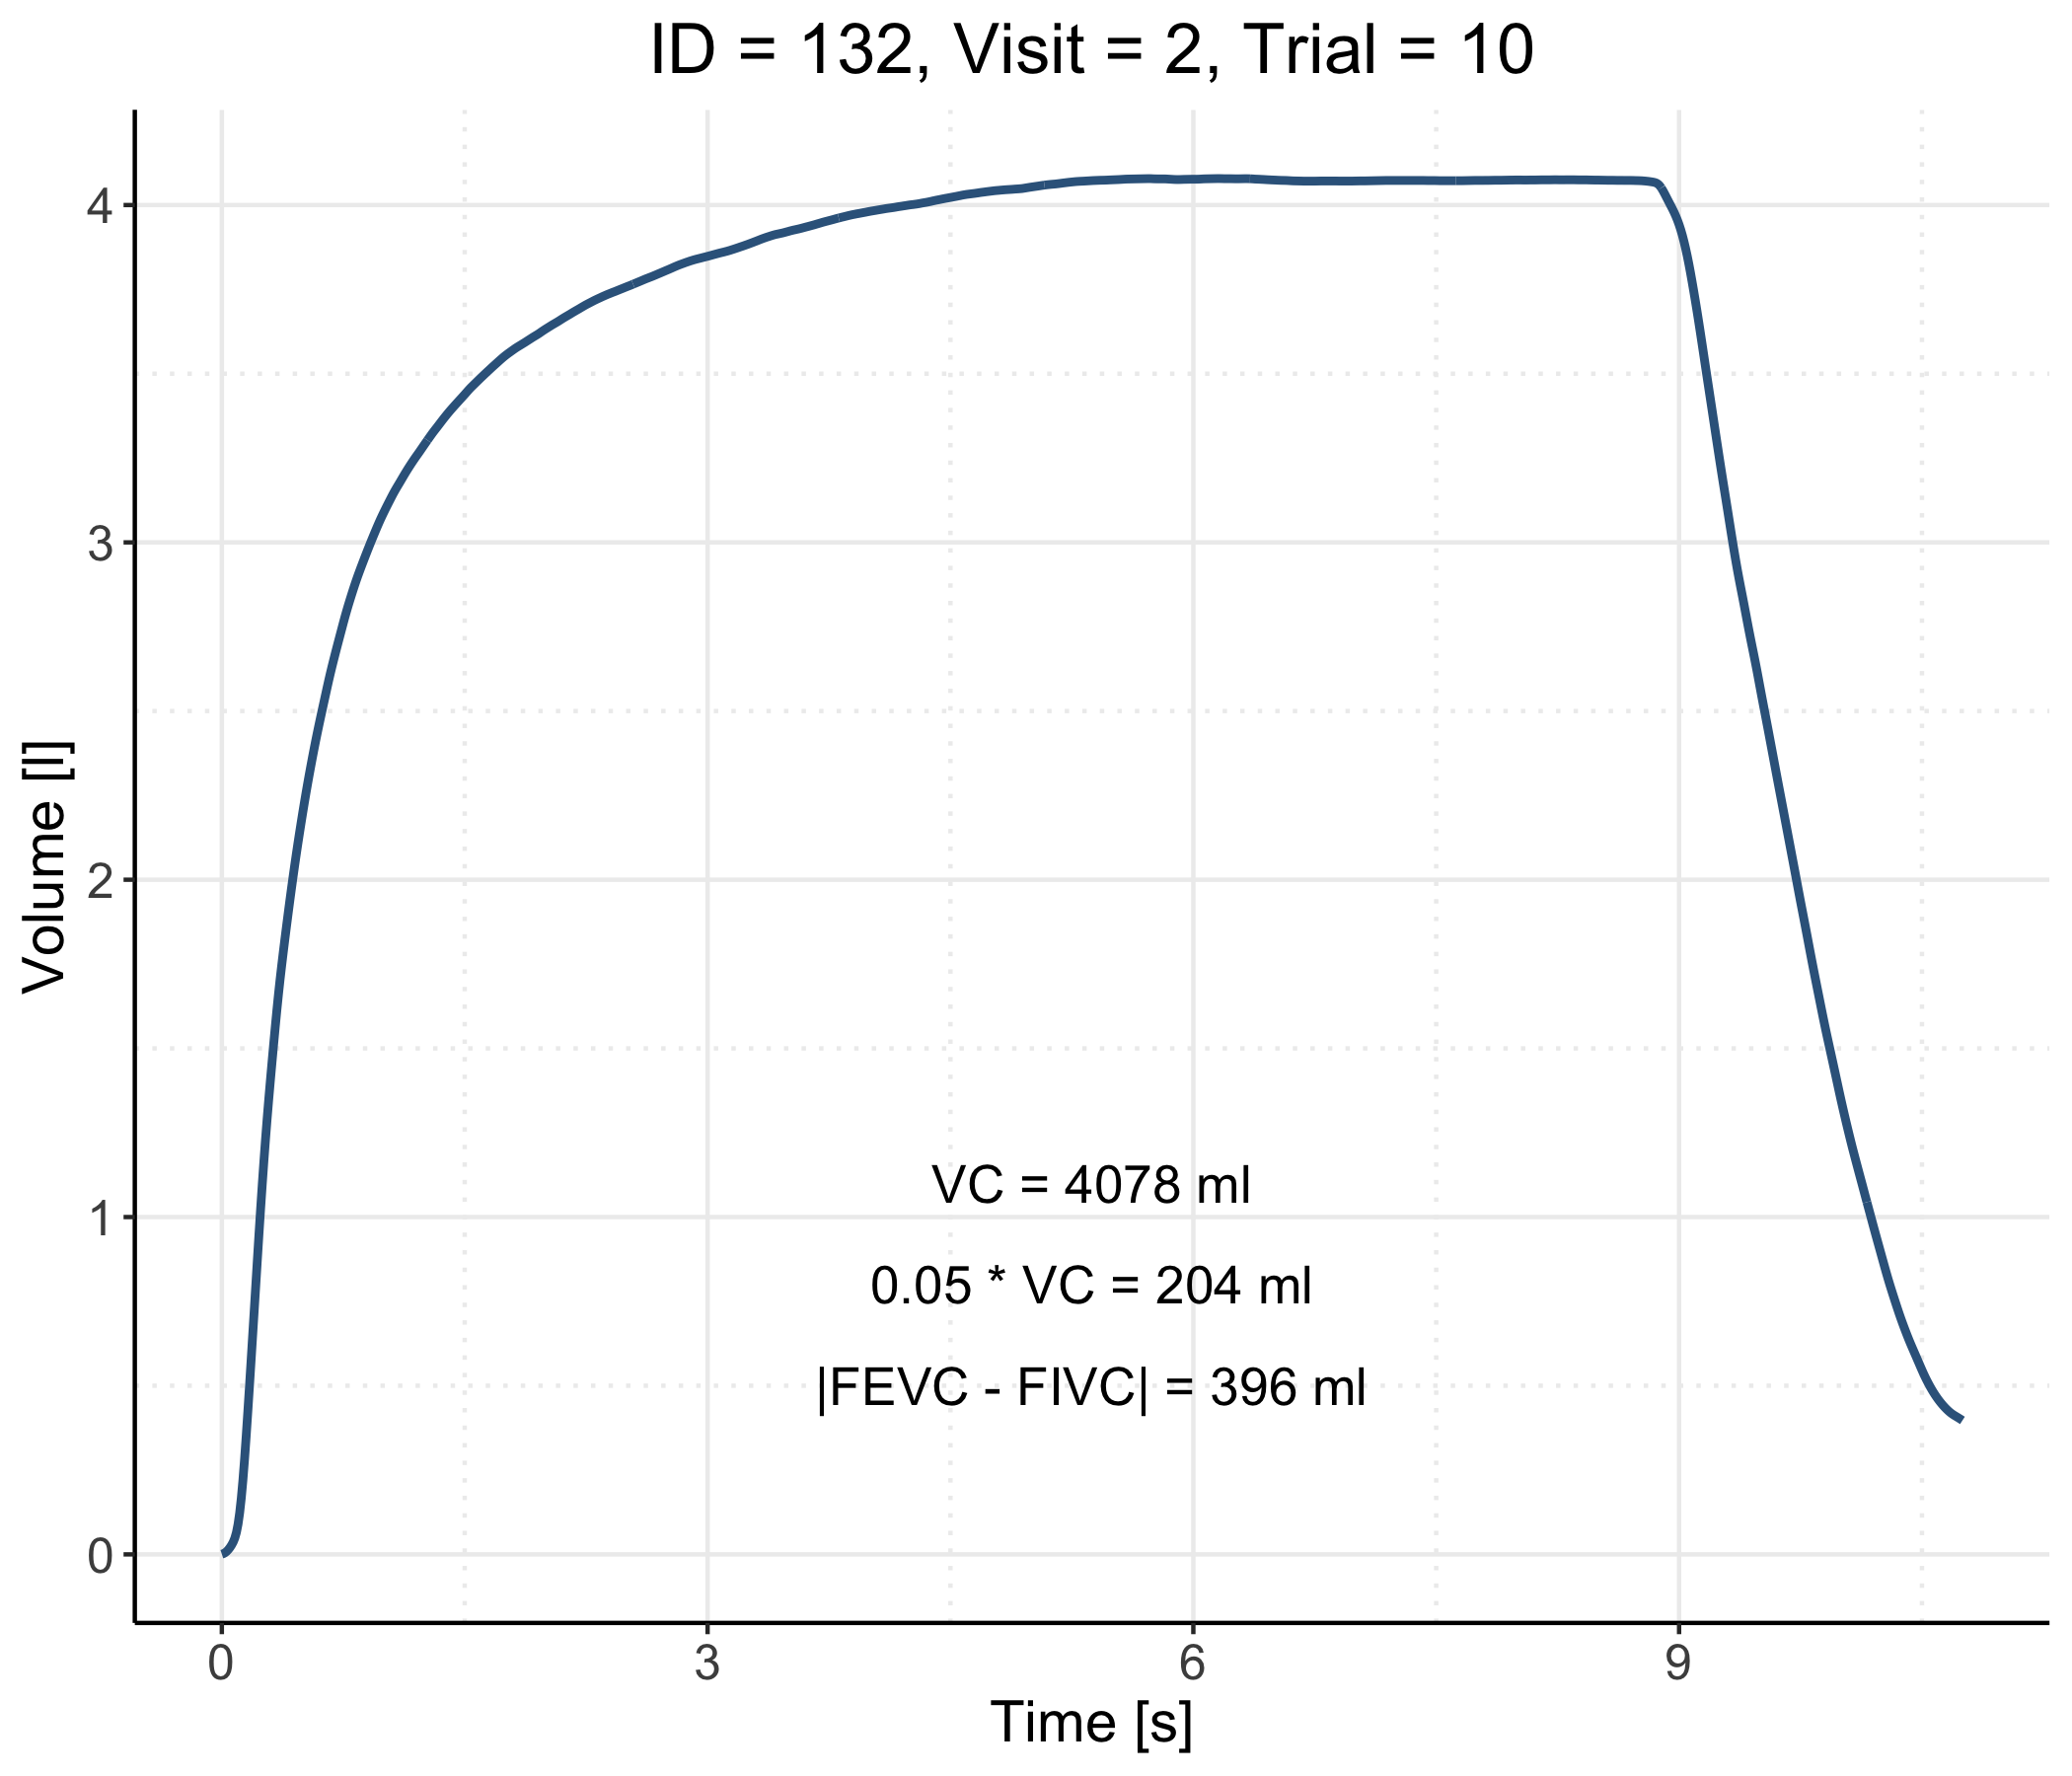 ID = 132, Visit = 2, Trial = 10
Volume [l]
4
3
2
1
0
VC = 4078 ml
0.05 * VC = 204 ml
|FEVC - FIVC| = 396 ml
0 3 6 9
Time [s]